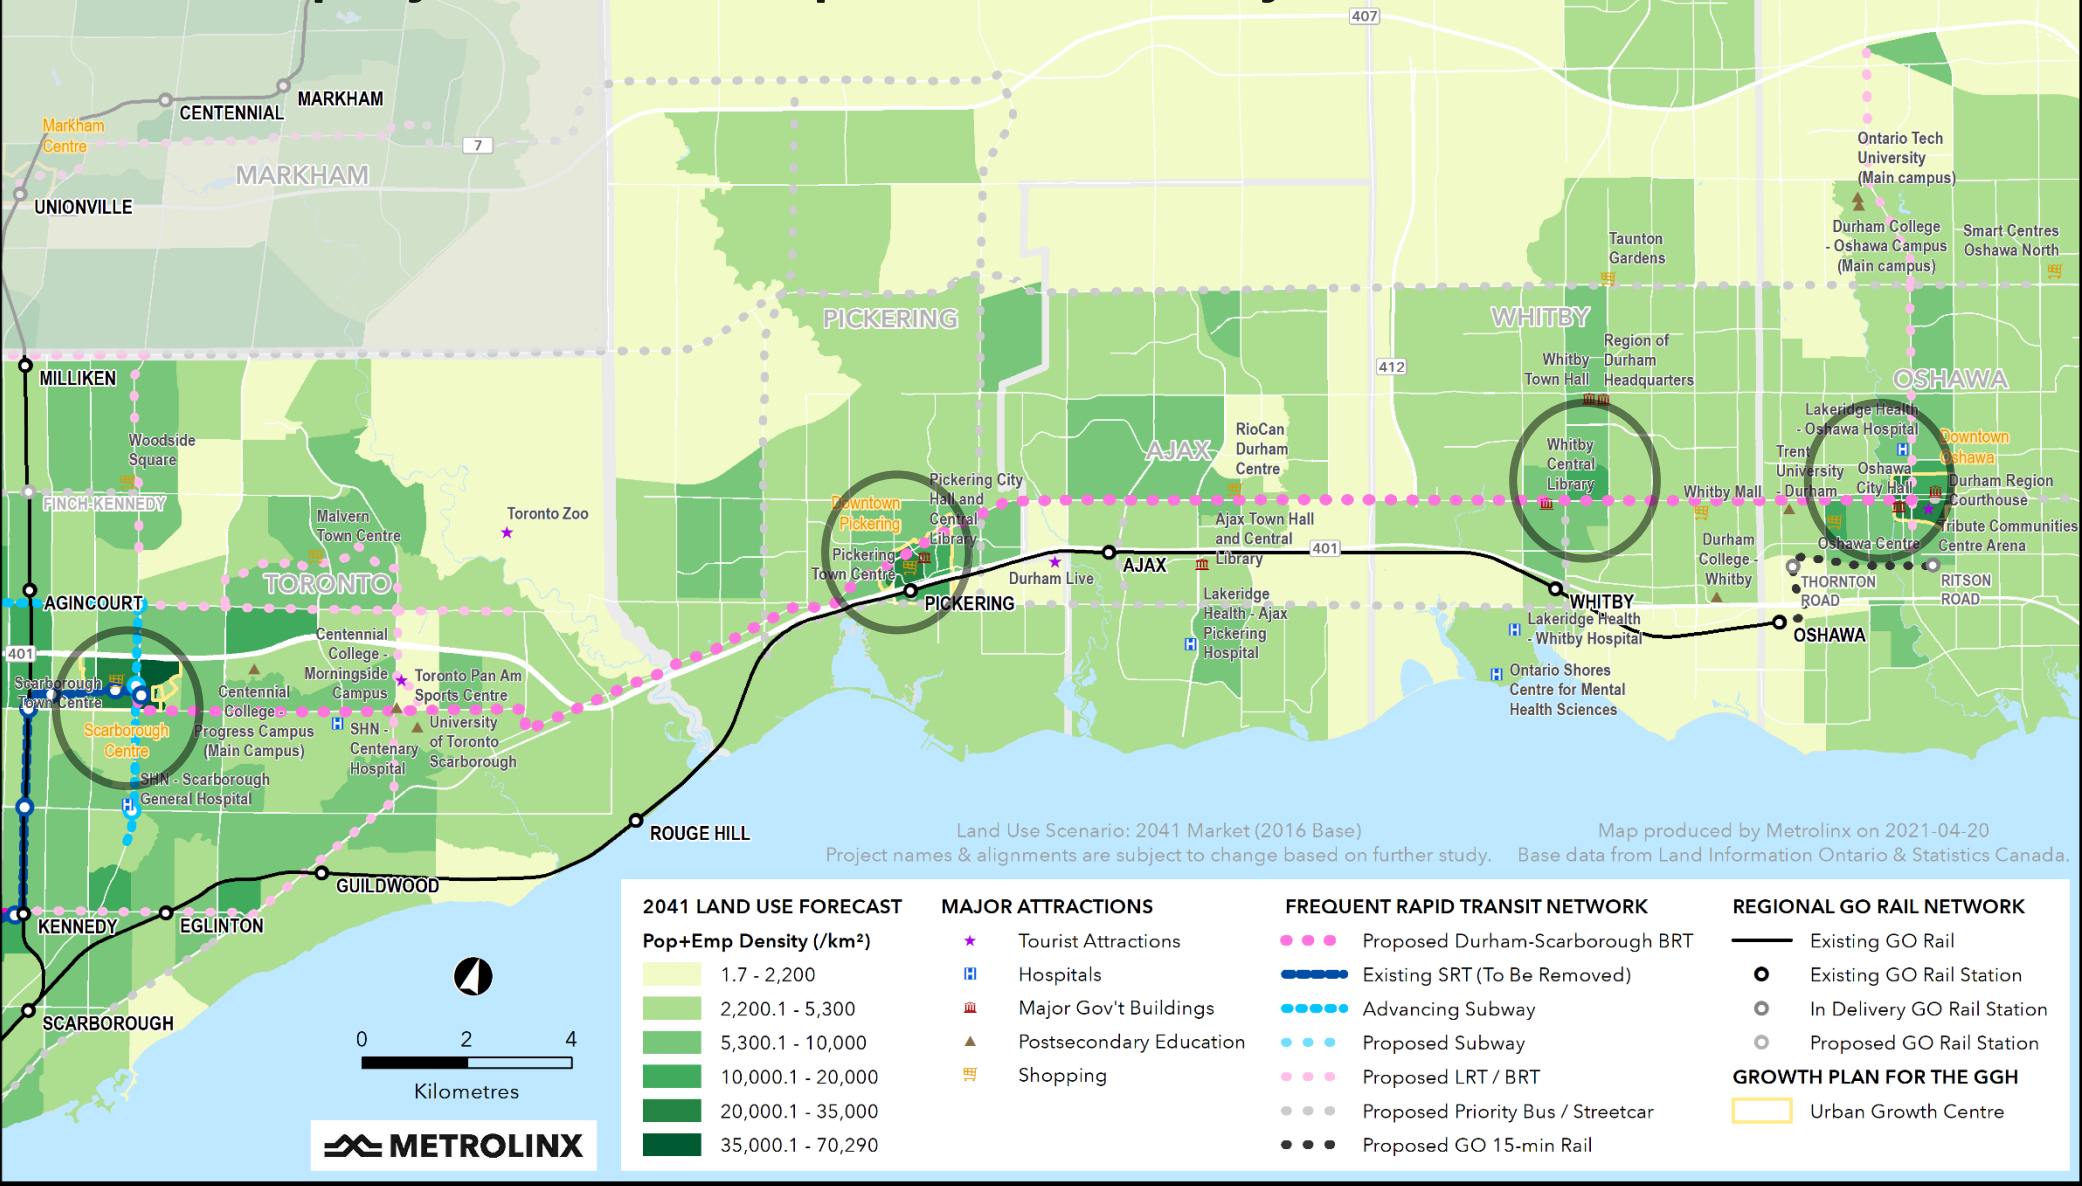 407
MARKHAM
CENTENNIAL
Markham
Centre
7
MARKHAM
UNIONVILLE
Ontario Tech
University
(Main campus)
Durham College
- Oshawa Campus
(Main campus)
Smart Centres
Oshawa North
Taunton
Gardens
PICKERING
WHITBY
Region of
Durham
Headquarters
Whitby
Town Hall
412
OSHAWA
MILLIKEN
Woodside
Square
FINCH-KENNEDY
Malvern
Town Centre
Toronto Zoo
TORONTO
AGINCOURT
401
Downtown
Pickering
Pickering City
Hall and
Central
Library
Pickering
Town Centre
PICKERING
Durham Live
AJAX
RioCan
Durham
Centre
AJAX
Ajax Town Hall
and Central
Library
401
Lakeridge
Health - Ajax
Pickering
Hospital
Whitby
Central
Library
Whitby Mall
Lakeridge Health
- Oshawa Hospital
Downtown
Oshawa
Trent
University
- Durham
Oshawa
City Hall
Durham Region
Courthouse
Tribute Communities
Centre Arena
Oshawa Centre
Durham
College -
Whitby
THORNTON
ROAD
RITSON
ROAD
WHITBY
Lakeridge Health
- Whitby Hospital
OSHAWA
Ontario Shores
Centre for Mental
Health Sciences
Scarborough
Town Centre
Scarborough
Centre
Centennial
College -
Progress Campus
(Main Campus)
Centennial
College -
Morningside
Campus
Toronto Pan Am
Sports Centre
SHN -
Centenary
Hospital
University
of Toronto
Scarborough
SHN - Scarborough
General Hospital
ROUGE HILL
GUILDWOOD
KENNEDY
EGLINTON
SCARBOROUGH
Land Use Scenario: 2041 Market (2016 Base)
Project names & alignments are subject to change based on further study.
Map produced by Metrolinx on 2021-04-20
Base data from Land Information Ontario & Statistics Canada.
0 2 4
Kilometres
METROLINX
2041 LAND USE FORECAST
Pop+Emp Density (/km²)
1.7 - 2,200
2,200.1 - 5,300
5,300.1 - 10,000
10,000.1 - 20,000
20,000.1 - 35,000
35,000.1 - 70,290
MAJOR ATTRACTIONS
Tourist Attractions
Hospitals
Major Gov't Buildings
Postsecondary Education
Shopping
FREQUENT RAPID TRANSIT NETWORK
Proposed Durham-Scarborough BRT
Existing SRT (To Be Removed)
Advancing Subway
Proposed Subway
Proposed LRT / BRT
Proposed Priority Bus / Streetcar
Proposed GO 15-min Rail
REGIONAL GO RAIL NETWORK
Existing GO Rail
Existing GO Rail Station
In Delivery GO Rail Station
Proposed GO Rail Station
GROWTH PLAN FOR THE GGH
Urban Growth Centre